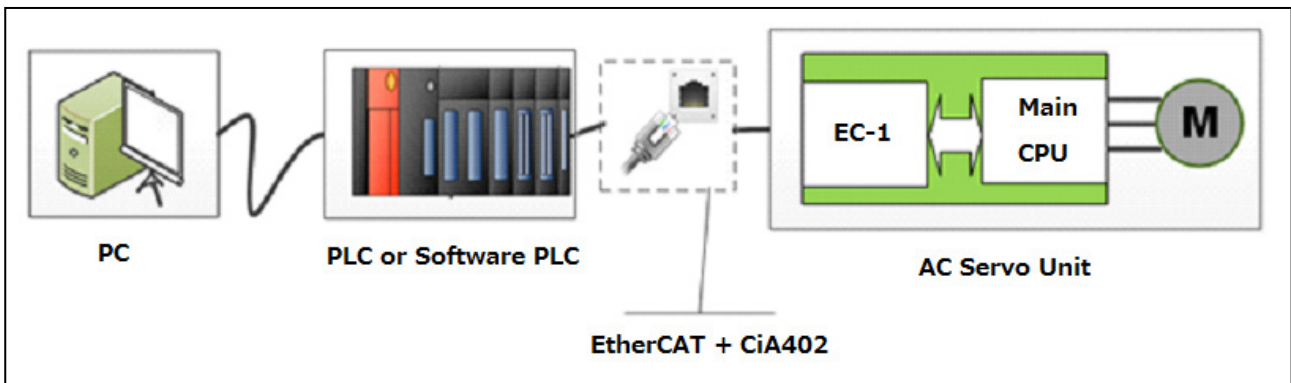 EC-1
Main
CPU
M
PC
PLC or Software PLC
AC Servo Unit
EtherCAT + CiA402